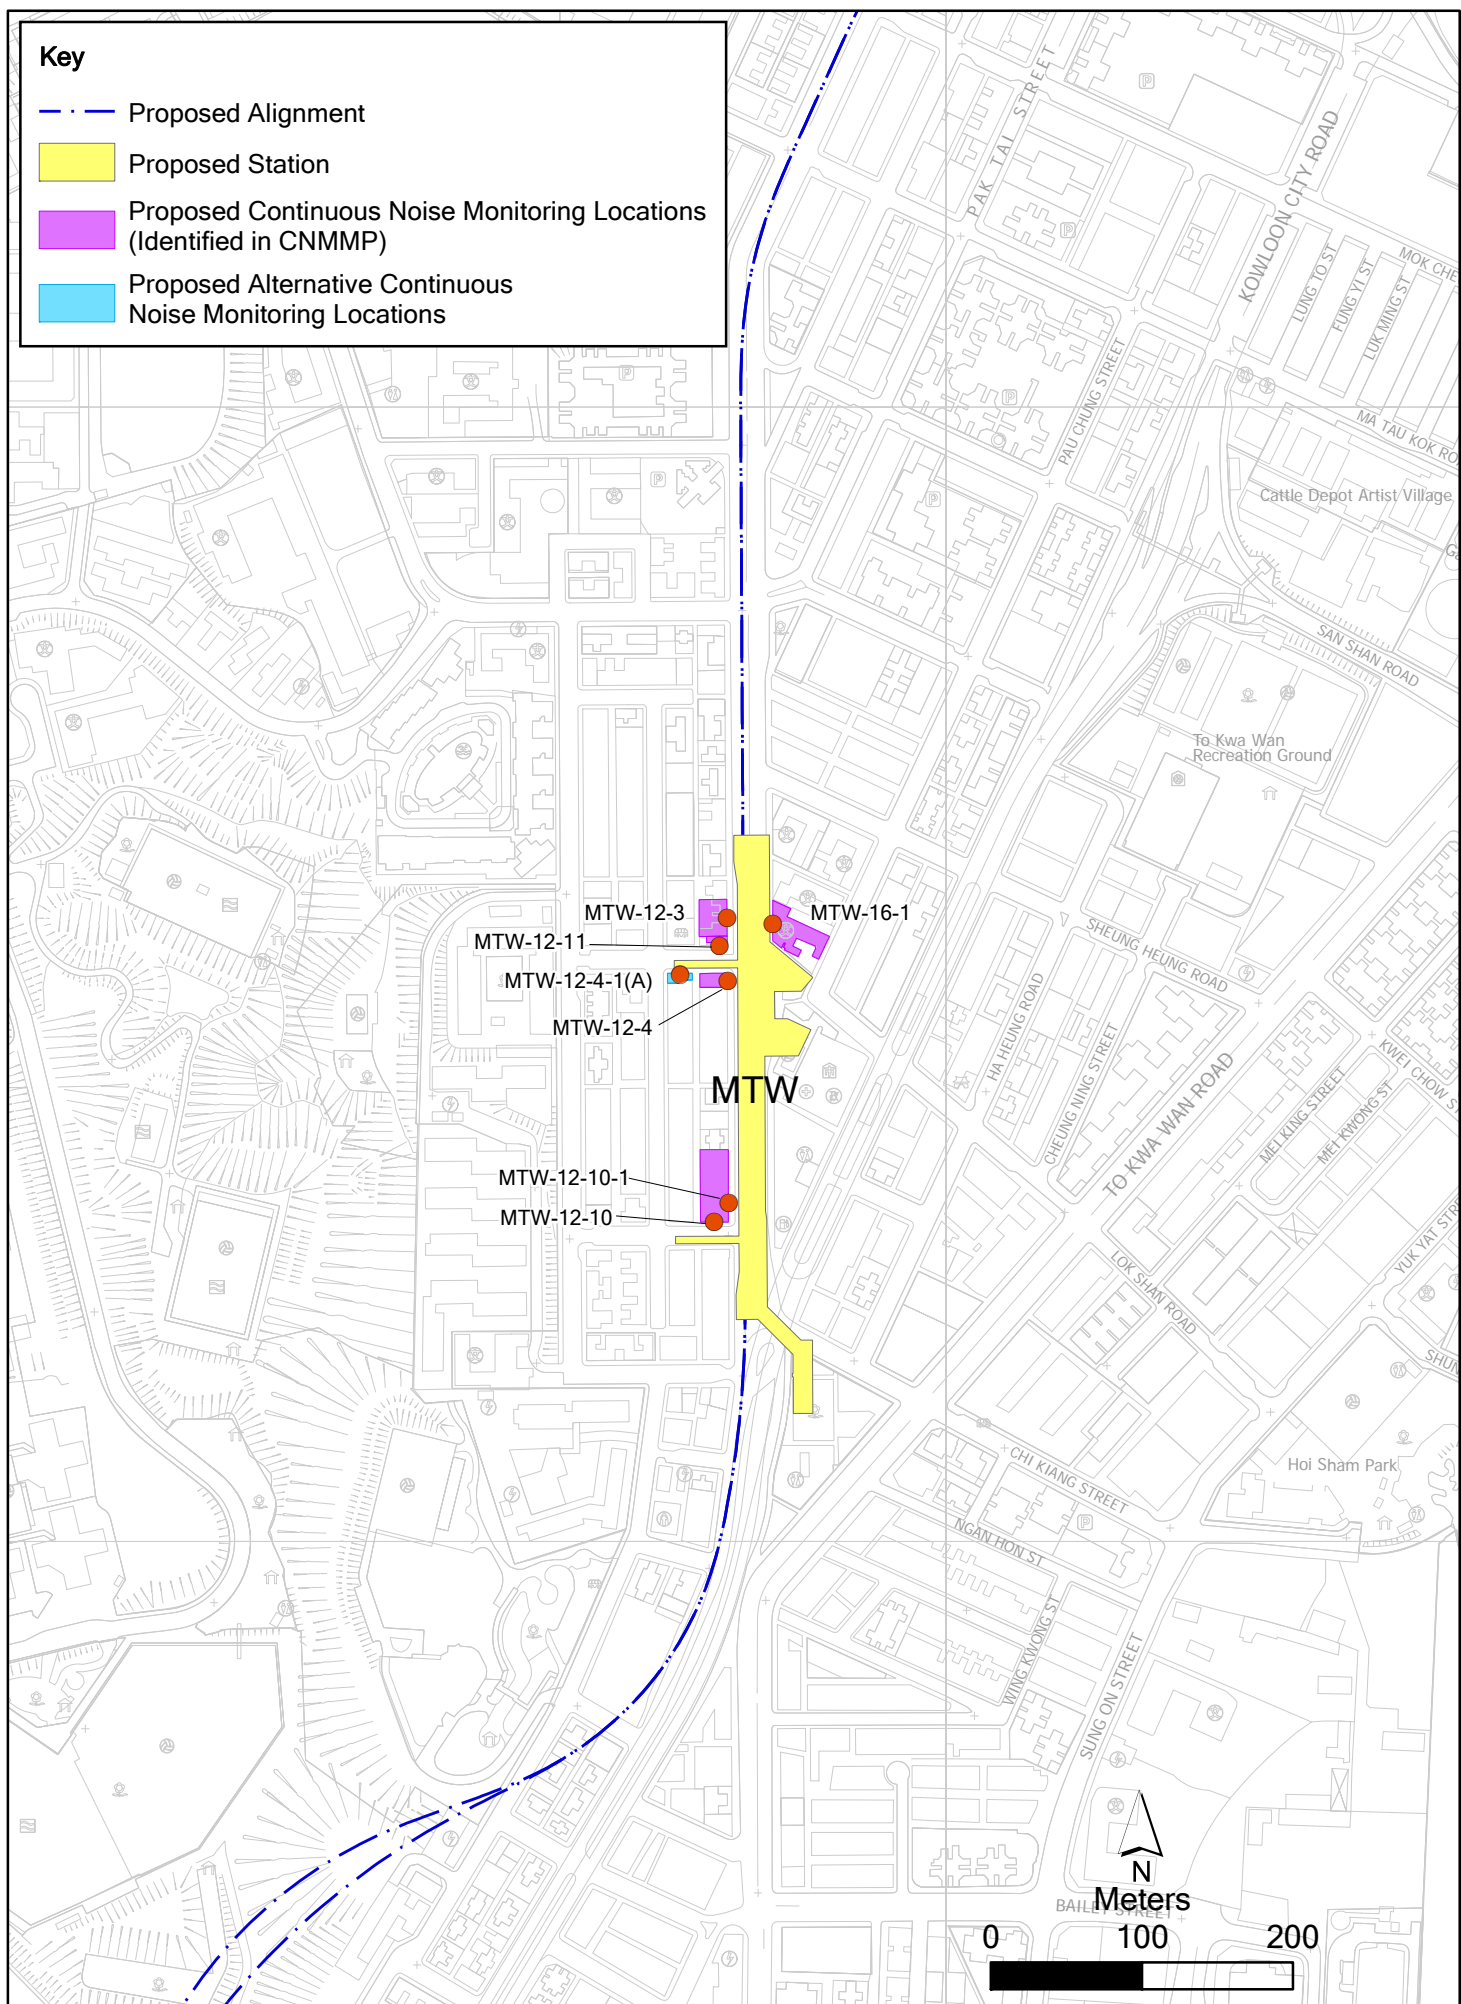 Key
Proposed Alignment
Proposed Station
Proposed Continuous Noise Monitoring Locations
(Identified in CNMMP)
Proposed Alternative Continuous
Noise Monitoring Locations
PAK TAI STREET
KOWLOON CITY ROAD
LUNG TO ST
FUNG YI ST
LUK MING ST
MOK CHE
PAU CHUNG STREET
MA TAU KOK RO
Cattle Depot Artist Village
Ga
SAN SHAN ROAD
To Kwa Wan
Recreation Ground
MTW-12-3
MTW-16-1
MTW-12-11
MTW-12-4-1(A)
MTW-12-4
SHEUNG HEUNG ROAD
HA HEUNG ROAD
CHEUNG NING STREET
TO KWA WAN ROAD
MEI KING STREET
MEI KWONG ST
KWEI CHOW S
MTW
MTW-12-10-1
MTW-12-10
LOK SHAN ROAD
YUK YAT STRE
SHUN
CHI KIANG STREET
Hoi Sham Park
NGAN HON ST
WING KWONG ST
SUNG ON STREET
N
Meters
BAILEY STREET
0
100
200